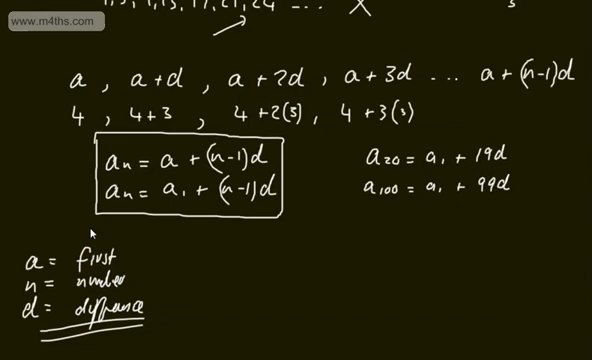 www.m4ths.com
a , a+d , a+2d , a+3d ... a+(n-1)d
4 , 4+3 , 4+2(3) , 4+3(3)
aₙ = a + (n-1)d
aₙ = a₁ + (n-1)d
a₂₀ = a₁ + 19d
a₁₀₀ = a₁ + 99d
a = first
n = number
d = difference